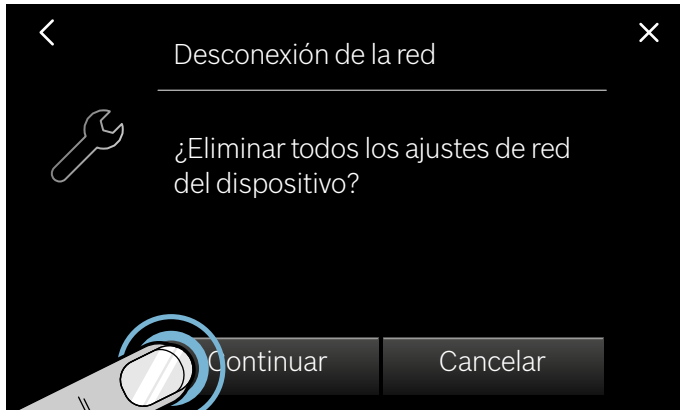 Desconexión de la red
¿Eliminar todos los ajustes de red
del dispositivo?
Continuar
Cancelar